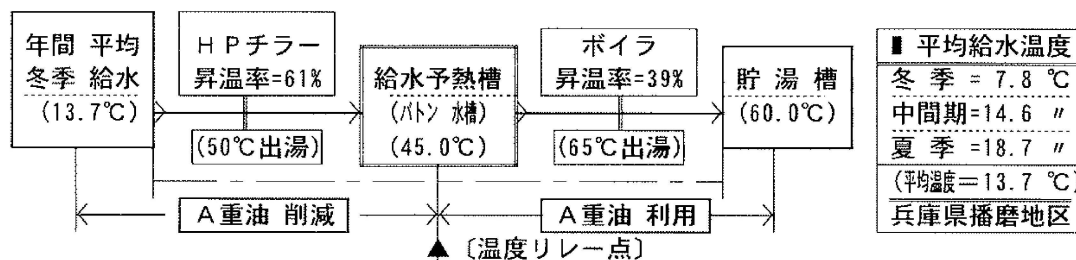 年間 平均
冬季 給水
(13.7℃)
HPチラー
昇温率=61%
(50℃出湯)
給水予熱槽
(バトン 水槽)
(45.0℃)
ボイラ
昇温率=39%
(65℃出湯)
貯 湯 槽
(60.0℃)
A重油 削減
A重油 利用
〔温度リレー点〕
■ 平均給水温度
冬 季 = 7.8 ℃
中間期=14.6 〃
夏 季 =18.7 〃
(平均温度=13.7 ℃)
兵庫県播磨地区